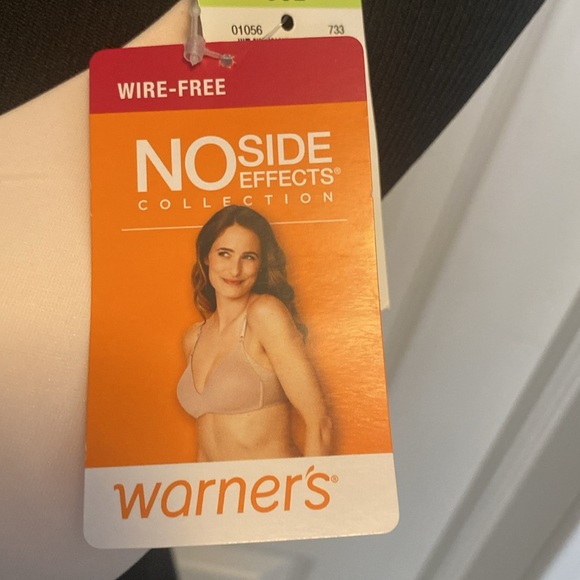 01056 733
WIRE-FREE
NO SIDE
EFFECTS®
COLLECTION
warner's®